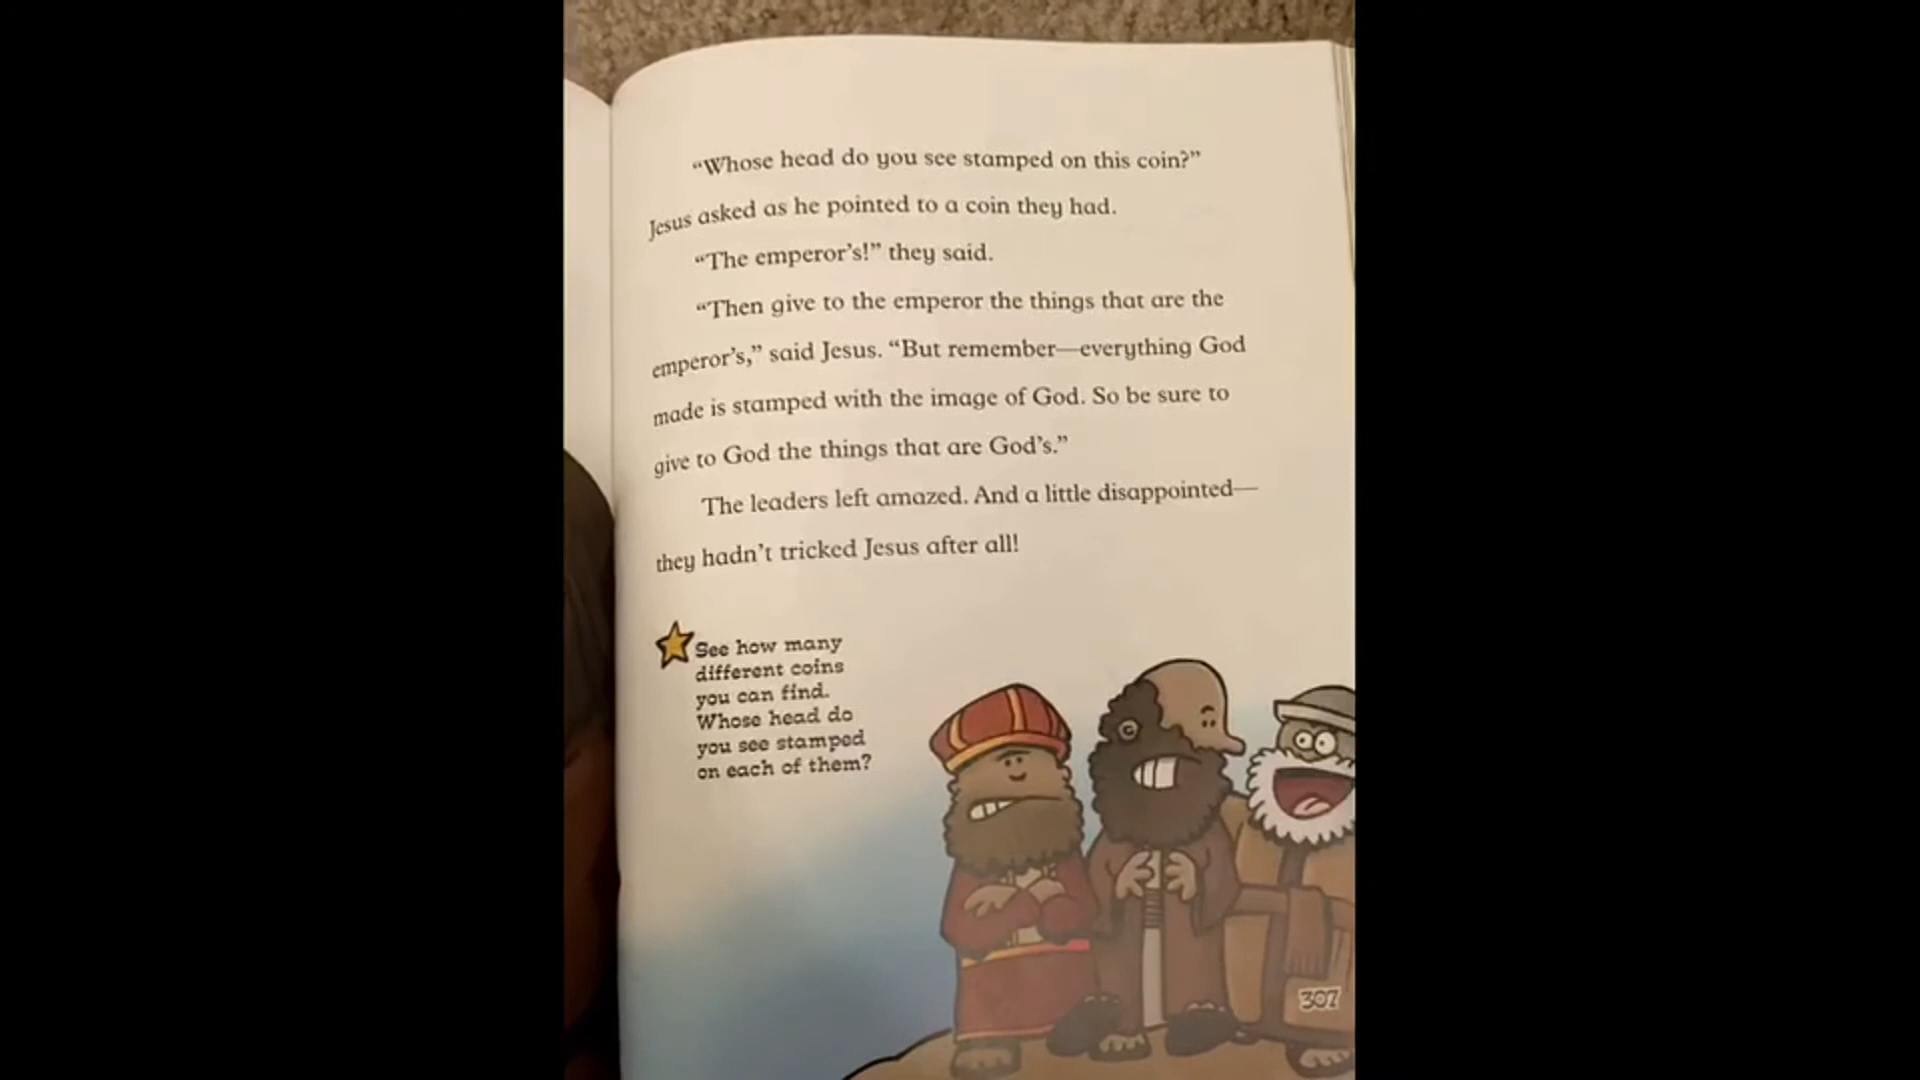 “Whose head do you see stamped on this coin?”
Jesus asked as he pointed to a coin they had.
“The emperor’s!” they said.
“Then give to the emperor the things that are the
emperor’s,” said Jesus. “But remember—everything God
made is stamped with the image of God. So be sure to
give to God the things that are God’s.”
The leaders left amazed. And a little disappointed—
they hadn’t tricked Jesus after all!
See how many
different coins
you can find.
Whose head do
you see stamped
on each of them?
307